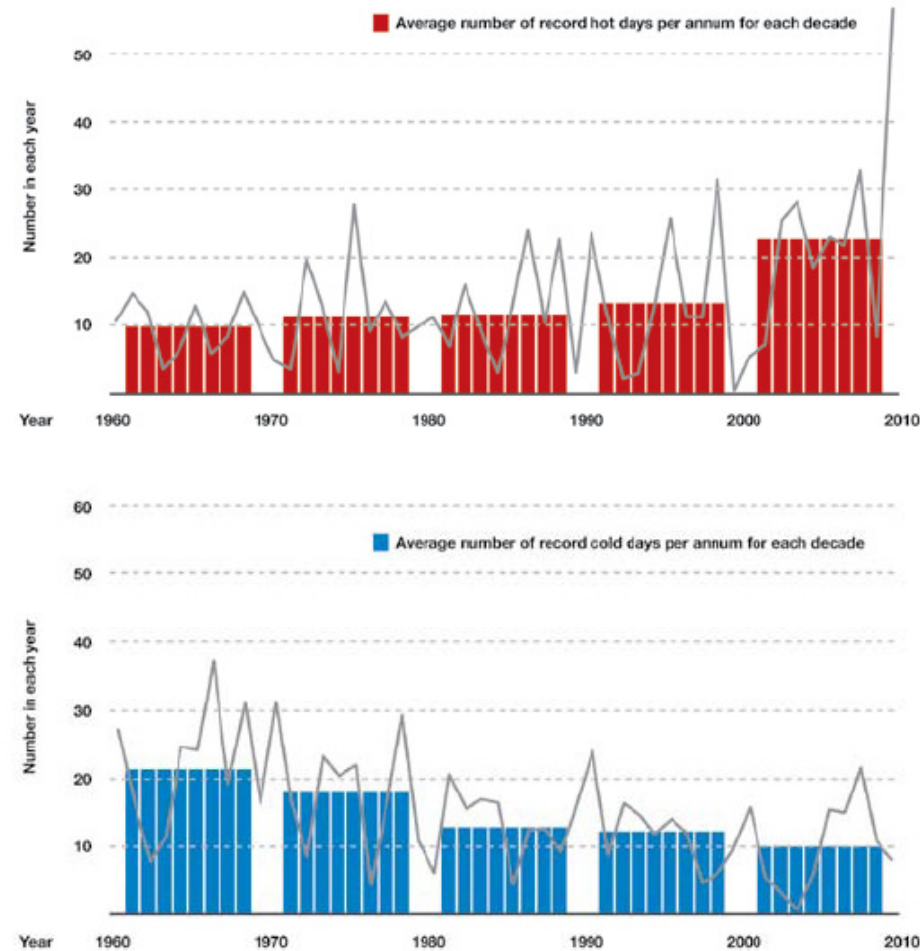 Average number of record hot days per annum for each decade
50
40
30
20
10
Number in each year
Year 1960 1970 1980 1990 2000 2010
60
Average number of record cold days per annum for each decade
50
40
30
20
10
Number in each year
Year 1960 1970 1980 1990 2000 2010